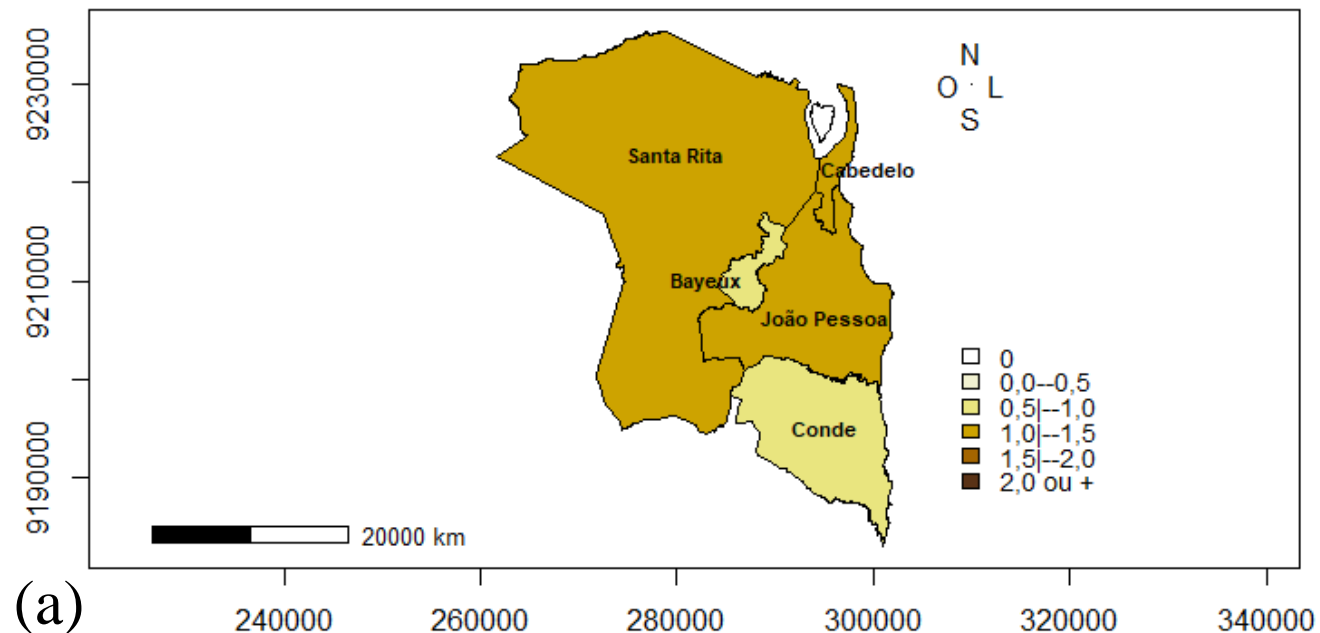 N
O · L
S
9230000
9210000
9190000
Santa Rita
Cabedelo
Bayeux
João Pessoa
Conde
0
0,0--0,5
0,5|--1,0
1,0|--1,5
1,5|--2,0
2,0 ou +
20000 km
(a)
240000 260000 280000 300000 320000 340000